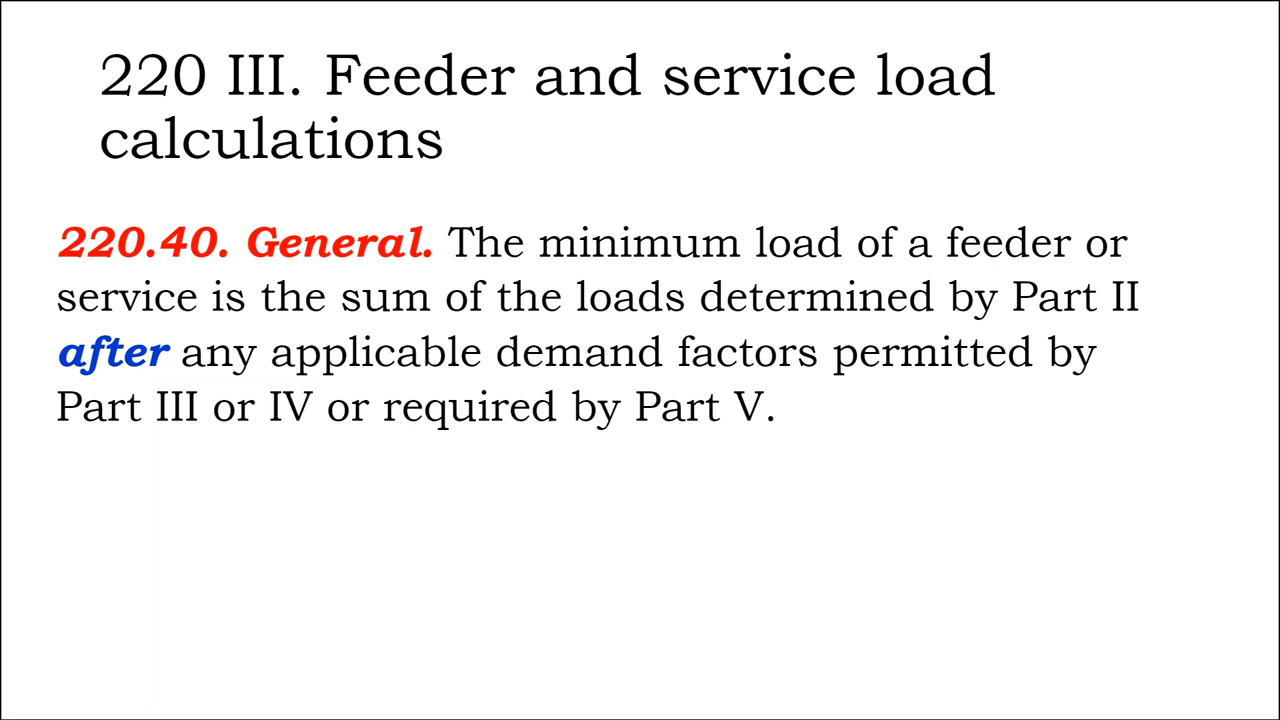 220 III. Feeder and service load
calculations
220.40. General. The minimum load of a feeder or
service is the sum of the loads determined by Part II
after any applicable demand factors permitted by
Part III or IV or required by Part V.